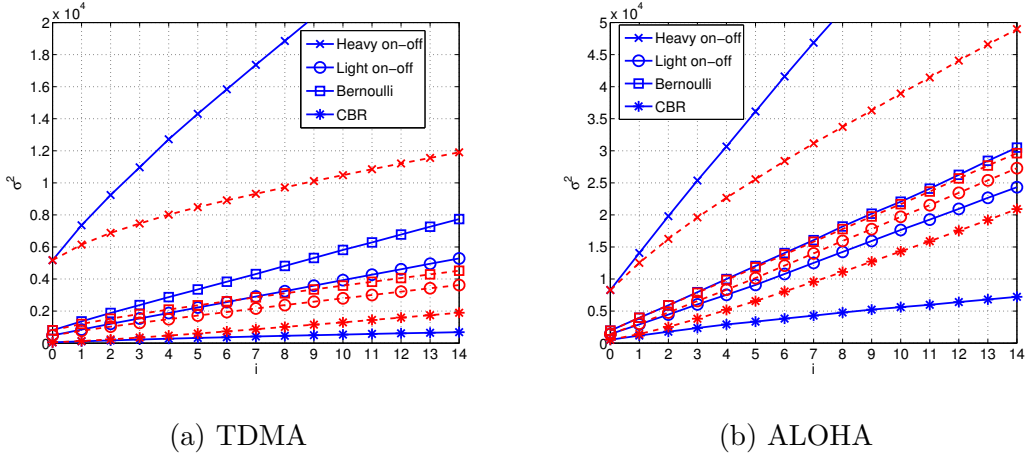 x 10^4
2
1.8
1.6
1.4
1.2
1
0.8
0.6
0.4
0.2
0
σ^2
0 1 2 3 4 5 6 7 8 9 10 11 12 13 14
i
Heavy on−off
Light on−off
Bernoulli
CBR
(a) TDMA
x 10^4
5
4.5
4
3.5
3
2.5
2
1.5
1
0.5
0
σ^2
0 1 2 3 4 5 6 7 8 9 10 11 12 13 14
i
Heavy on−off
Light on−off
Bernoulli
CBR
(b) ALOHA